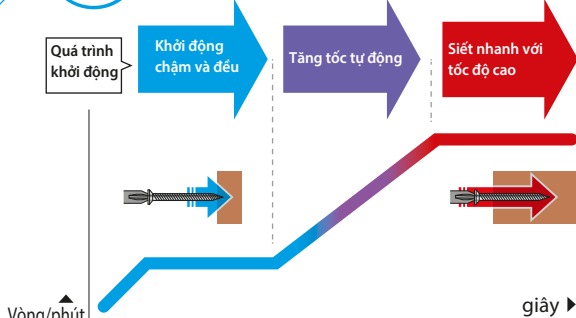 Quá trình
khởi động
Khởi động
chậm và đều
Tăng tốc tự động
Siết nhanh với
tốc độ cao
Vòng/phút
giây